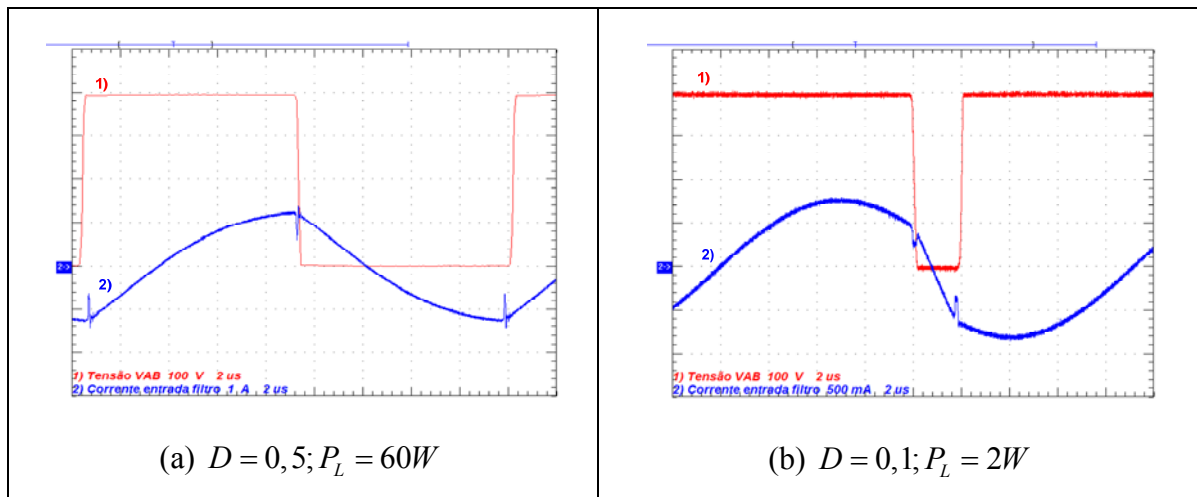 1)
2)
2
1) Tensão VAB 100 V 2 us
2) Corrente entrada filtro 1 A 2 us
(a) D = 0,5; P_L = 60W
1)
2)
2
1) Tensão VAB 100 V 2 us
2) Corrente entrada filtro 500 mA 2 us
(b) D = 0,1; P_L = 2W